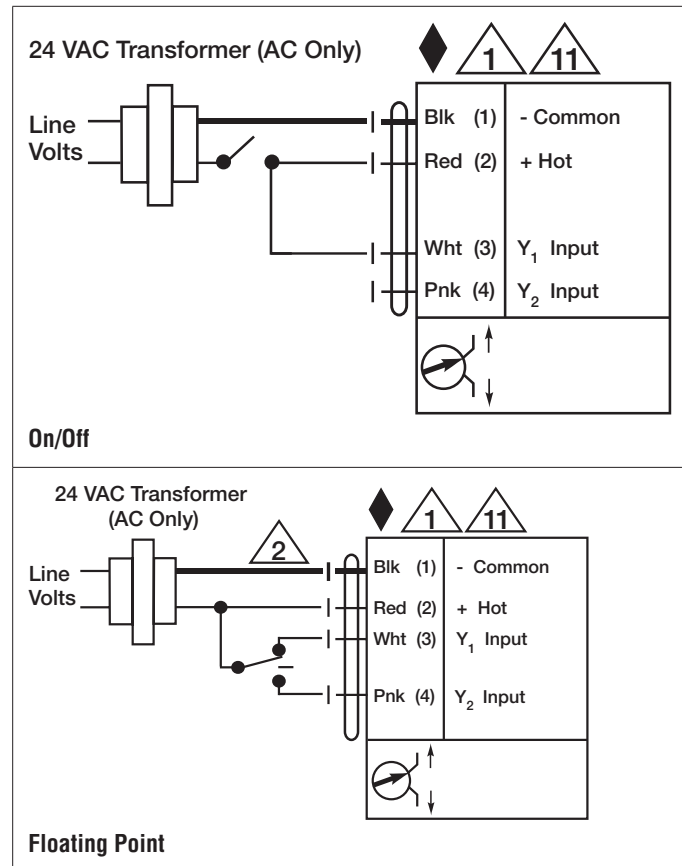 24 VAC Transformer (AC Only)
1
11
Line
Volts
Blk (1) - Common
Red (2) + Hot
Wht (3) Y1 Input
Pnk (4) Y2 Input
On/Off
24 VAC Transformer
(AC Only)
2
1
11
Line
Volts
Blk (1) - Common
Red (2) + Hot
Wht (3) Y1 Input
Pnk (4) Y2 Input
Floating Point